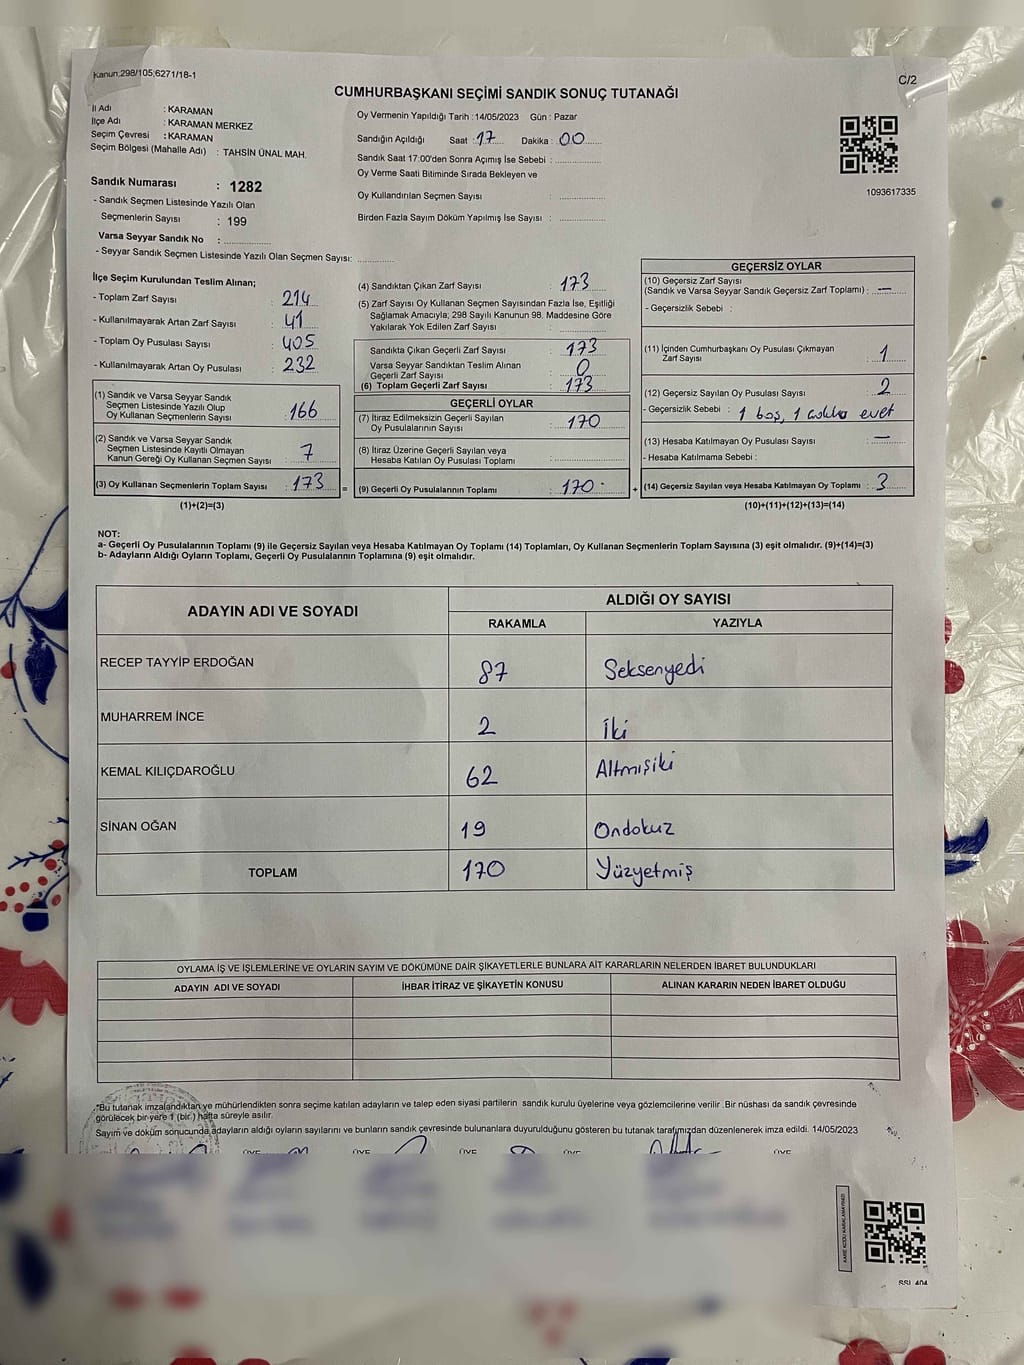 Kanun:298/105;6271/18-1
C/2
CUMHURBAŞKANI SEÇİMİ SANDIK SONUÇ TUTANAĞI
İl Adı : KARAMAN
İlçe Adı : KARAMAN MERKEZ
Seçim Çevresi : KARAMAN
Seçim Bölgesi (Mahalle Adı) : TAHSİN ÜNAL MAH.
Sandık Numarası : 1282
- Sandık Seçmen Listesinde Yazılı Olan
Seçmenlerin Sayısı : 199
Varsa Seyyar Sandık No : ..............
- Seyyar Sandık Seçmen Listesinde Yazılı Olan Seçmen Sayısı: ............
Oy Vermenin Yapıldığı Tarih : 14/05/2023 Gün : Pazar
Sandığın Açıldığı Saat : 17 Dakika : 00
Sandık Saat 17:00'den Sonra Açımış İse Sebebi : ..............
Oy Verme Saati Bitiminde Sırada Bekleyen ve
Oy Kullandırılan Seçmen Sayısı : ..............
Birden Fazla Sayım Döküm Yapılmış İse Sayısı : ..............
1093617335
İlçe Seçim Kurulundan Teslim Alınan;
- Toplam Zarf Sayısı : 214
- Kullanılmayarak Artan Zarf Sayısı : 41
- Toplam Oy Pusulası Sayısı : 405
- Kullanılmayarak Artan Oy Pusulası : 232
(1) Sandık ve Varsa Seyyar Sandık
Seçmen Listesinde Yazılı Olup
Oy Kullanan Seçmenlerin Sayısı : 166
(2) Sandık ve Varsa Seyyar Sandık
Seçmen Listesinde Kayıtlı Olmayan
Kanun Gereği Oy Kullanan Seçmen Sayısı : 7
(3) Oy Kullanan Seçmenlerin Toplam Sayısı : 173
(1)+(2)=(3)
(4) Sandıktan Çıkan Zarf Sayısı : 173
(5) Zarf Sayısı Oy Kullanan Seçmen Sayısından Fazla İse, Eşitliği
Sağlamak Amacıyla; 298 Sayılı Kanunun 98. Maddesine Göre
Yakılarak Yok Edilen Zarf Sayısı : ..............
Sandıkta Çıkan Geçerli Zarf Sayısı : 173
Varsa Seyyar Sandıktan Teslim Alınan
Geçerli Zarf Sayısı : 0
(6) Toplam Geçerli Zarf Sayısı : 173
GEÇERLİ OYLAR
(7) İtiraz Edilmeksizin Geçerli Sayılan
Oy Pusulalarının Sayısı : 170
(8) İtiraz Üzerine Geçerli Sayılan veya
Hesaba Katılan Oy Pusulası Toplamı : ..............
= (9) Geçerli Oy Pusulalarının Toplamı : 170
GEÇERSİZ OYLAR
(10) Geçersiz Zarf Sayısı
(Sandık ve Varsa Seyyar Sandık Geçersiz Zarf Toplamı) : —
- Geçersizlik Sebebi :
(11) İçinden Cumhurbaşkanı Oy Pusulası Çıkmayan
Zarf Sayısı : 1
(12) Geçersiz Sayılan Oy Pusulası Sayısı : 2
- Geçersizlik Sebebi : 1 boş, 1 evet
(13) Hesaba Katılmayan Oy Pusulası Sayısı : —
- Hesaba Katılmama Sebebi :
+ (14) Geçersiz Sayılan veya Hesaba Katılmayan Oy Toplamı : 3
(10)+(11)+(12)+(13)=(14)
NOT:
a- Geçerli Oy Pusulalarının Toplamı (9) ile Geçersiz Sayılan veya Hesaba Katılmayan Oy Toplamı (14) Toplamları, Oy Kullanan Seçmenlerin Toplam Sayısına (3) eşit olmalıdır. (9)+(14)=(3)
b- Adayların Aldığı Oyların Toplamı, Geçerli Oy Pusulalarının Toplamına (9) eşit olmalıdır.
ADAYIN ADI VE SOYADI
ALDIĞI OY SAYISI
RAKAMLA YAZIYLA
RECEP TAYYİP ERDOĞAN 87 Seksenyedi
MUHARREM İNCE 2 İki
KEMAL KILIÇDAROĞLU 62 Altmışiki
SİNAN OĞAN 19 Ondokuz
TOPLAM 170 Yüzyetmiş
OYLAMA İŞ VE İŞLEMLERİNE VE OYLARIN SAYIM VE DÖKÜMÜNE DAİR ŞİKAYETLERLE BUNLARA AİT KARARLARIN NELERDEN İBARET BULUNDUKLARI
ADAYIN ADI VE SOYADI İHBAR İTİRAZ VE ŞİKAYETİN KONUSU ALINAN KARARIN NEDEN İBARET OLDUĞU
*Bu tutanak imzalandıktan ve mühürlendikten sonra seçime katılan adayların ve talep eden siyasi partilerin sandık kurulu üyelerine veya gözlemcilerine verilir .Bir nüshası da sandık çevresinde
görülecek bir yere 1 (bir ) hafta süreyle asılır.
Sayım ve döküm sonucunda adayların aldığı oyların sayılarını ve bunların sandık çevresinde bulunanlara duyurulduğunu gösteren bu tutanak tarafımızdan düzenlenerek imza edildi. 14/05/2023
ÜYE ÜYE ÜYE ÜYE ÜYE